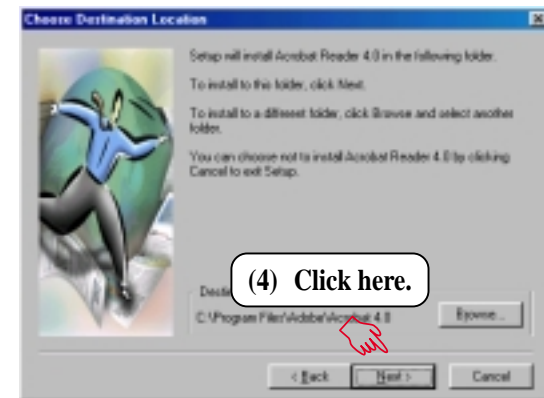 Choose Destination Location
Setup will install Acrobat Reader 4.0 in the following folder.
To install to this folder, click Next.
To install to a different folder, click Browse and select another
folder.
You can choose not to install Acrobat Reader 4.0 by clicking
Cancel to exit Setup.
(4) Click here.
C:\Program Files\Adobe\Acrobat 4.0
Browse...
< Back
Next >
Cancel